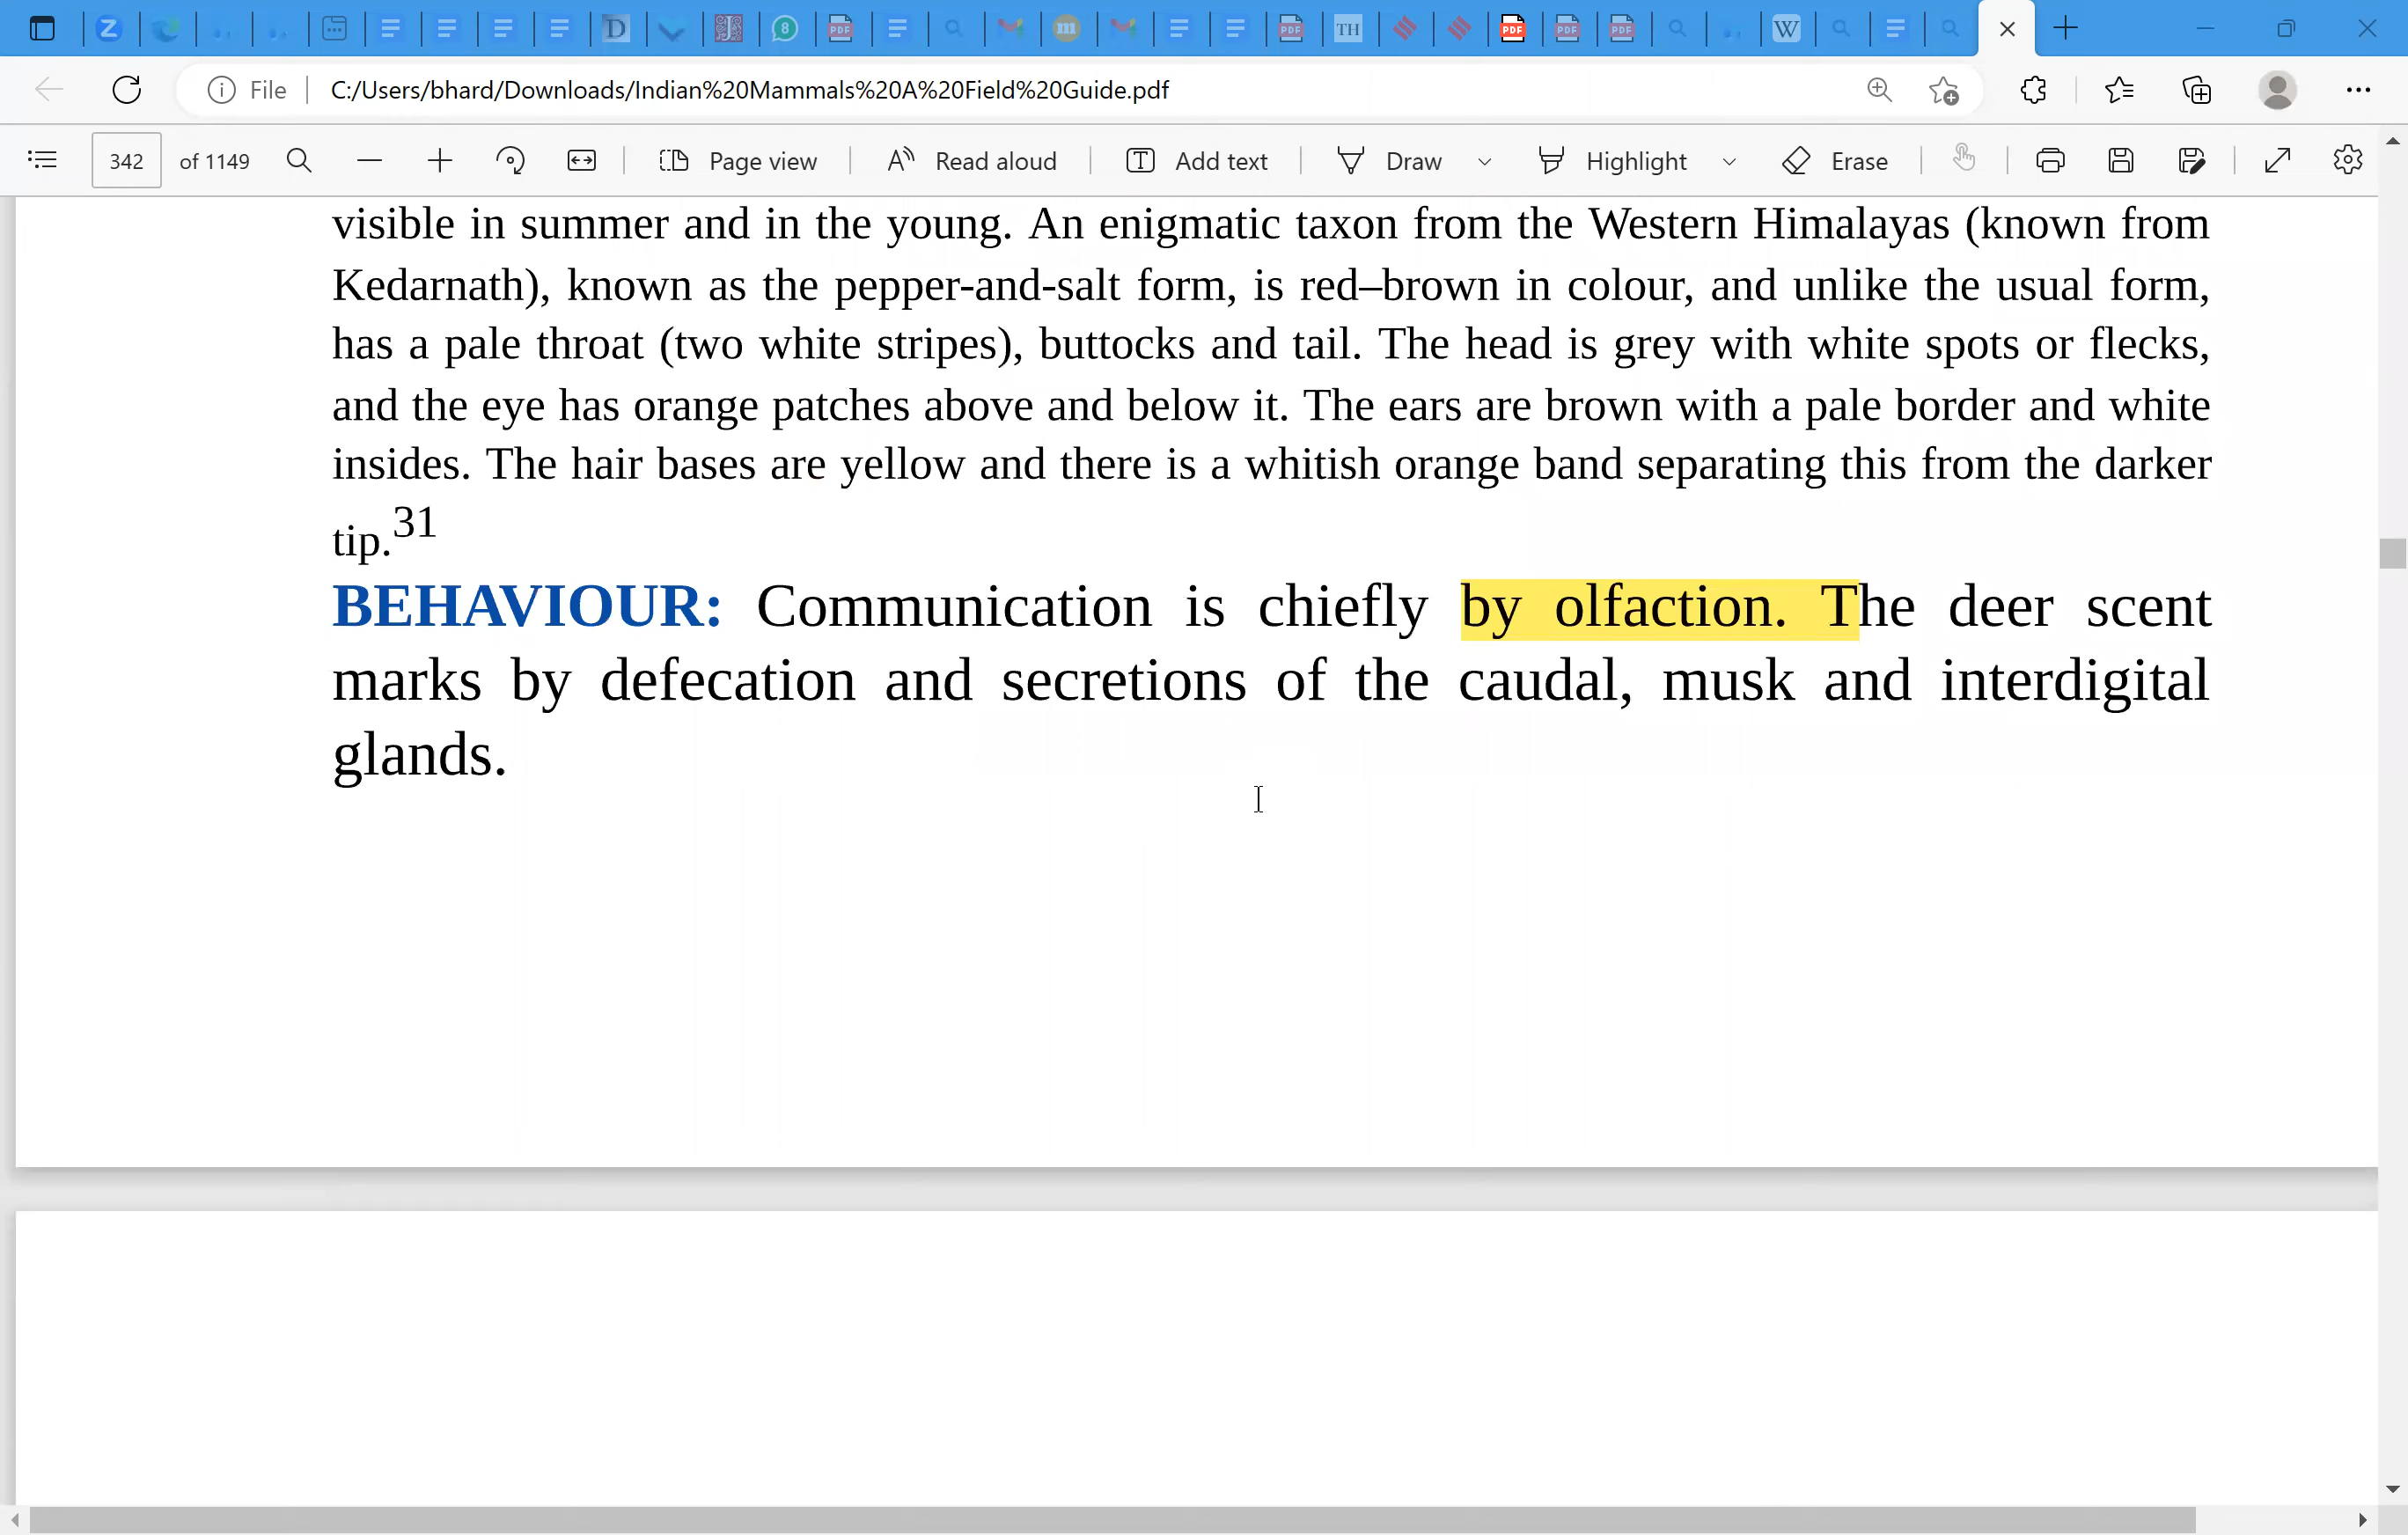 Z
D
J
8
PDF
m
PDF
TH
PDF
PDF
PDF
W
File
C:/Users/bhard/Downloads/Indian%20Mammals%20A%20Field%20Guide.pdf
342 of 1149
Page view
Read aloud
Add text
Draw
Highlight
Erase
visible in summer and in the young. An enigmatic taxon from the Western Himalayas (known from
Kedarnath), known as the pepper-and-salt form, is red–brown in colour, and unlike the usual form,
has a pale throat (two white stripes), buttocks and tail. The head is grey with white spots or flecks,
and the eye has orange patches above and below it. The ears are brown with a pale border and white
insides. The hair bases are yellow and there is a whitish orange band separating this from the darker
tip.31
BEHAVIOUR: Communication is chiefly by olfaction. The deer scent
marks by defecation and secretions of the caudal, musk and interdigital
glands.